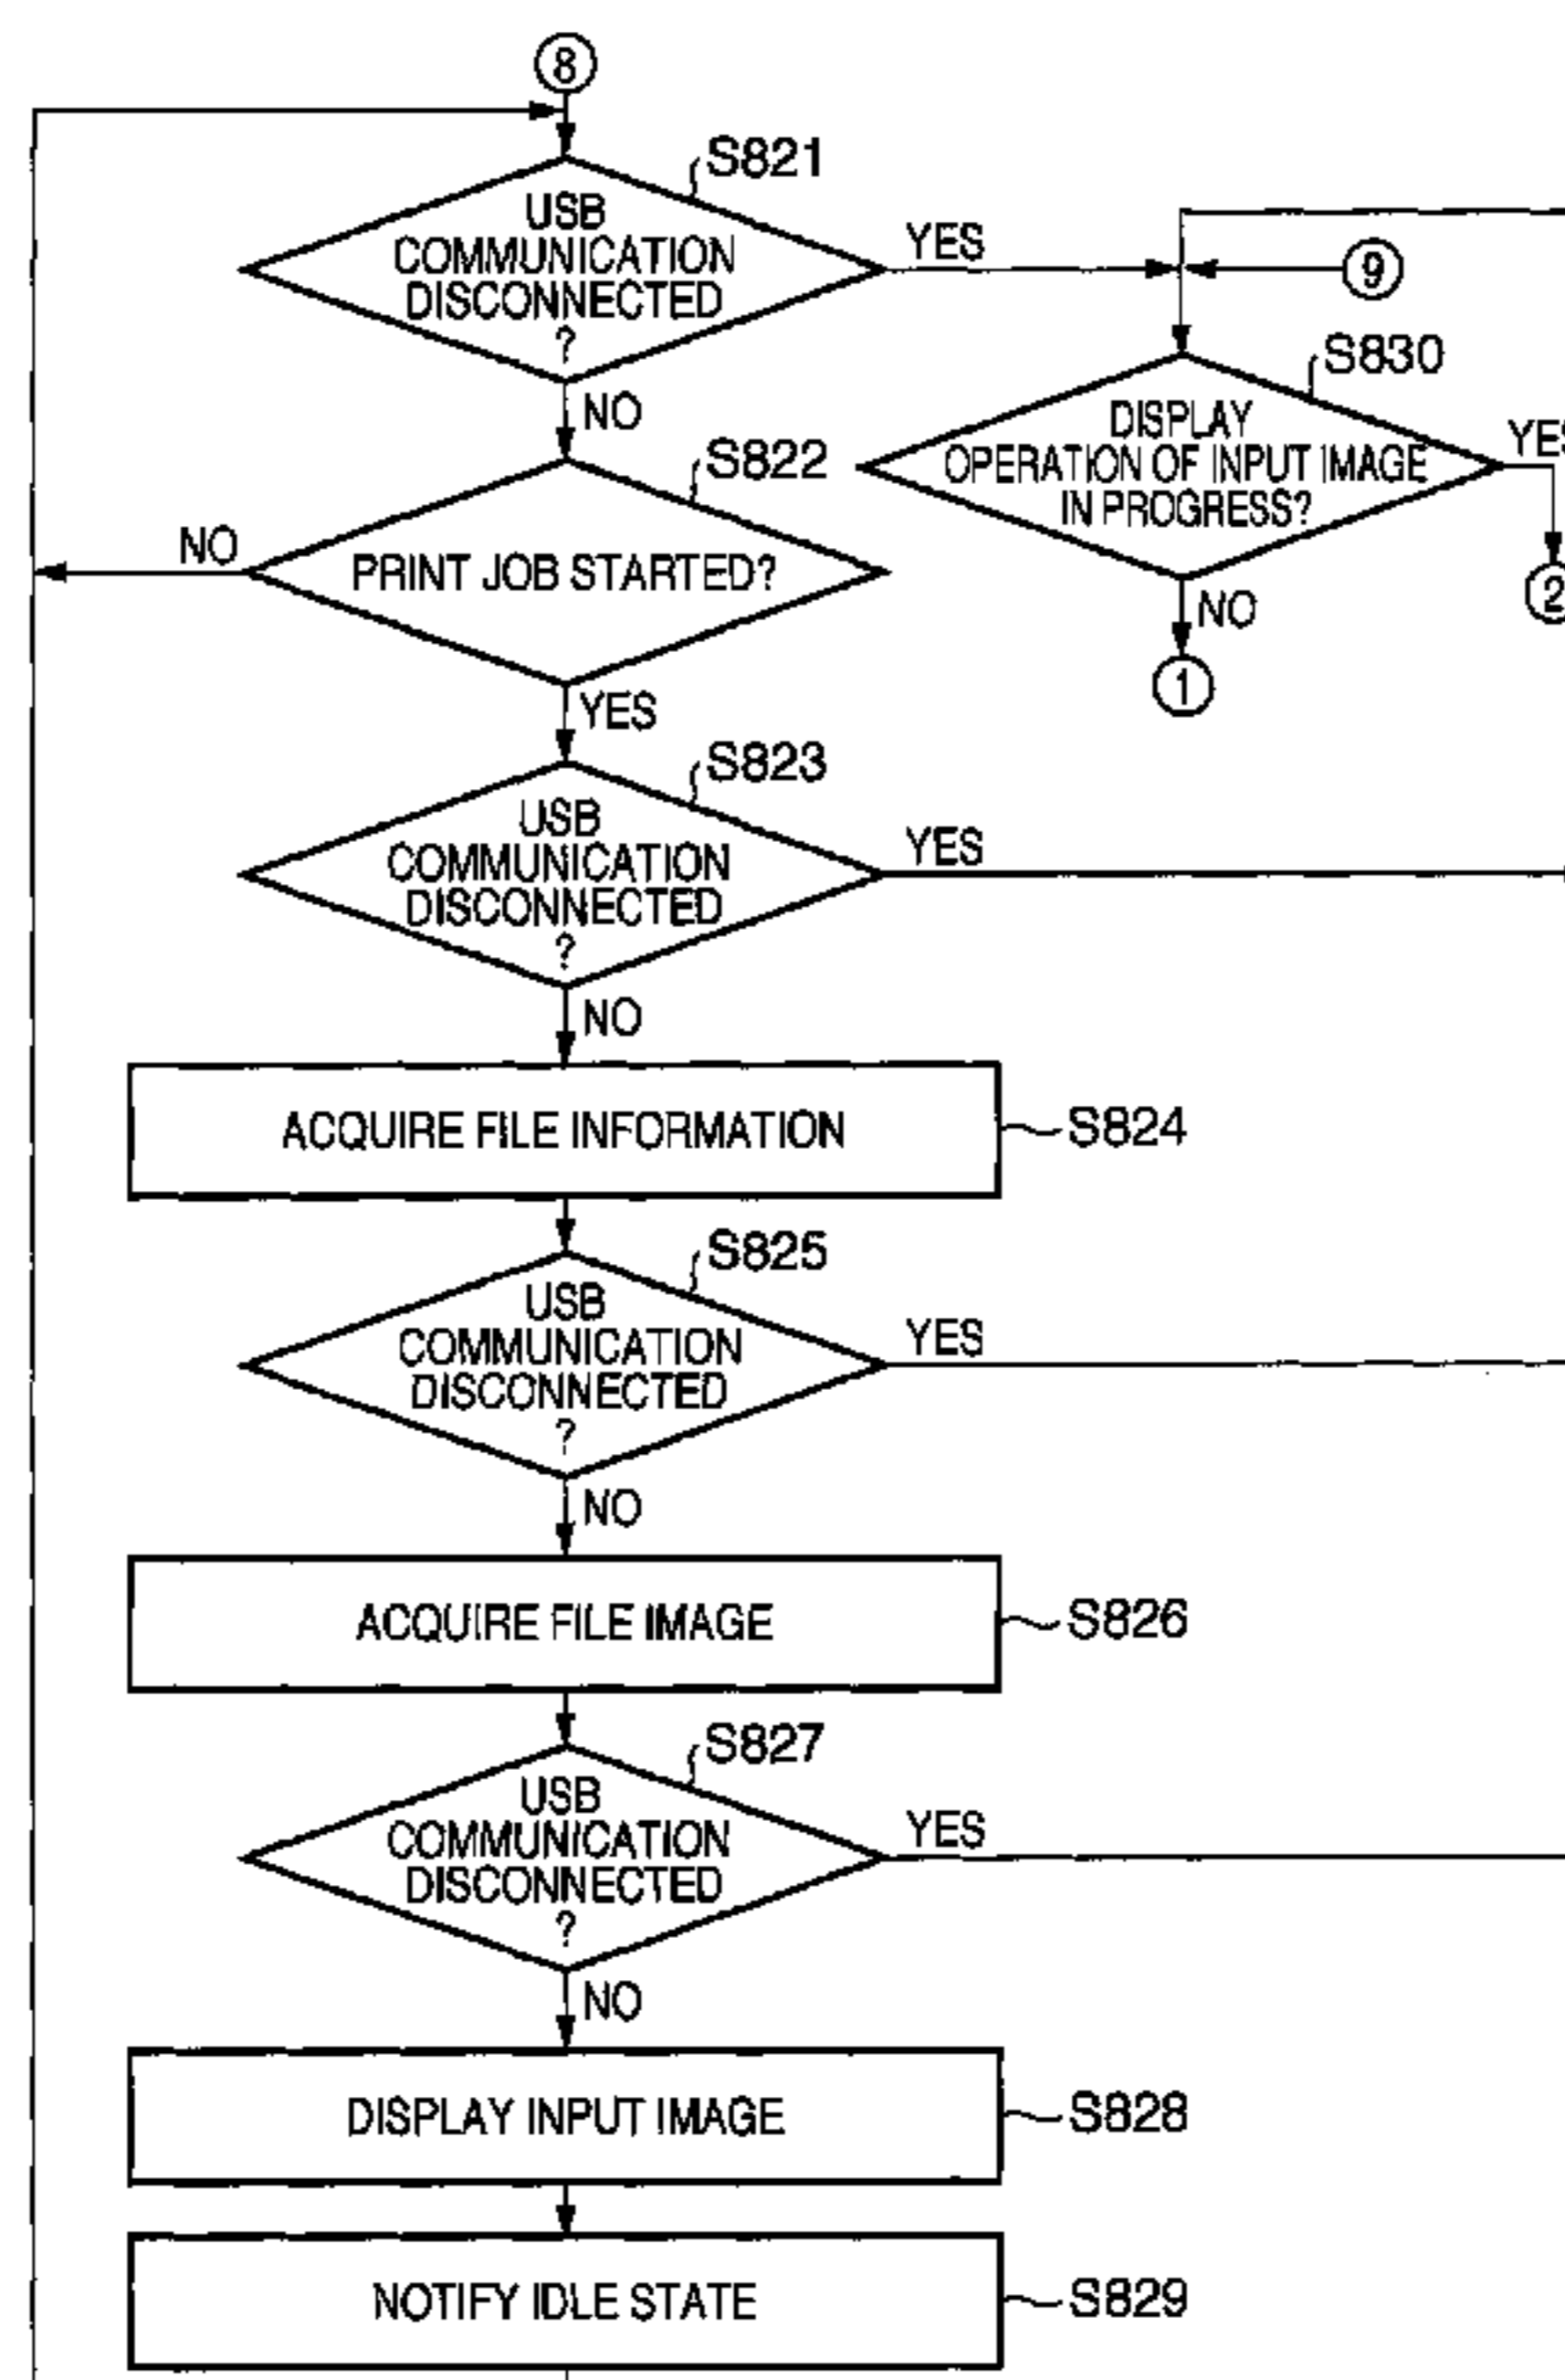 8
S821
USB
COMMUNICATION
DISCONNECTED
?
YES
9
NO
S830
DISPLAY
OPERATION OF INPUT IMAGE
IN PROGRESS?
YES
2
NO
1
S822
PRINT JOB STARTED?
NO
YES
S823
USB
COMMUNICATION
DISCONNECTED
?
YES
NO
ACQUIRE FILE INFORMATION
S824
S825
USB
COMMUNICATION
DISCONNECTED
?
YES
NO
ACQUIRE FILE IMAGE
S826
S827
USB
COMMUNICATION
DISCONNECTED
?
YES
NO
DISPLAY INPUT IMAGE
S828
NOTIFY IDLE STATE
S829